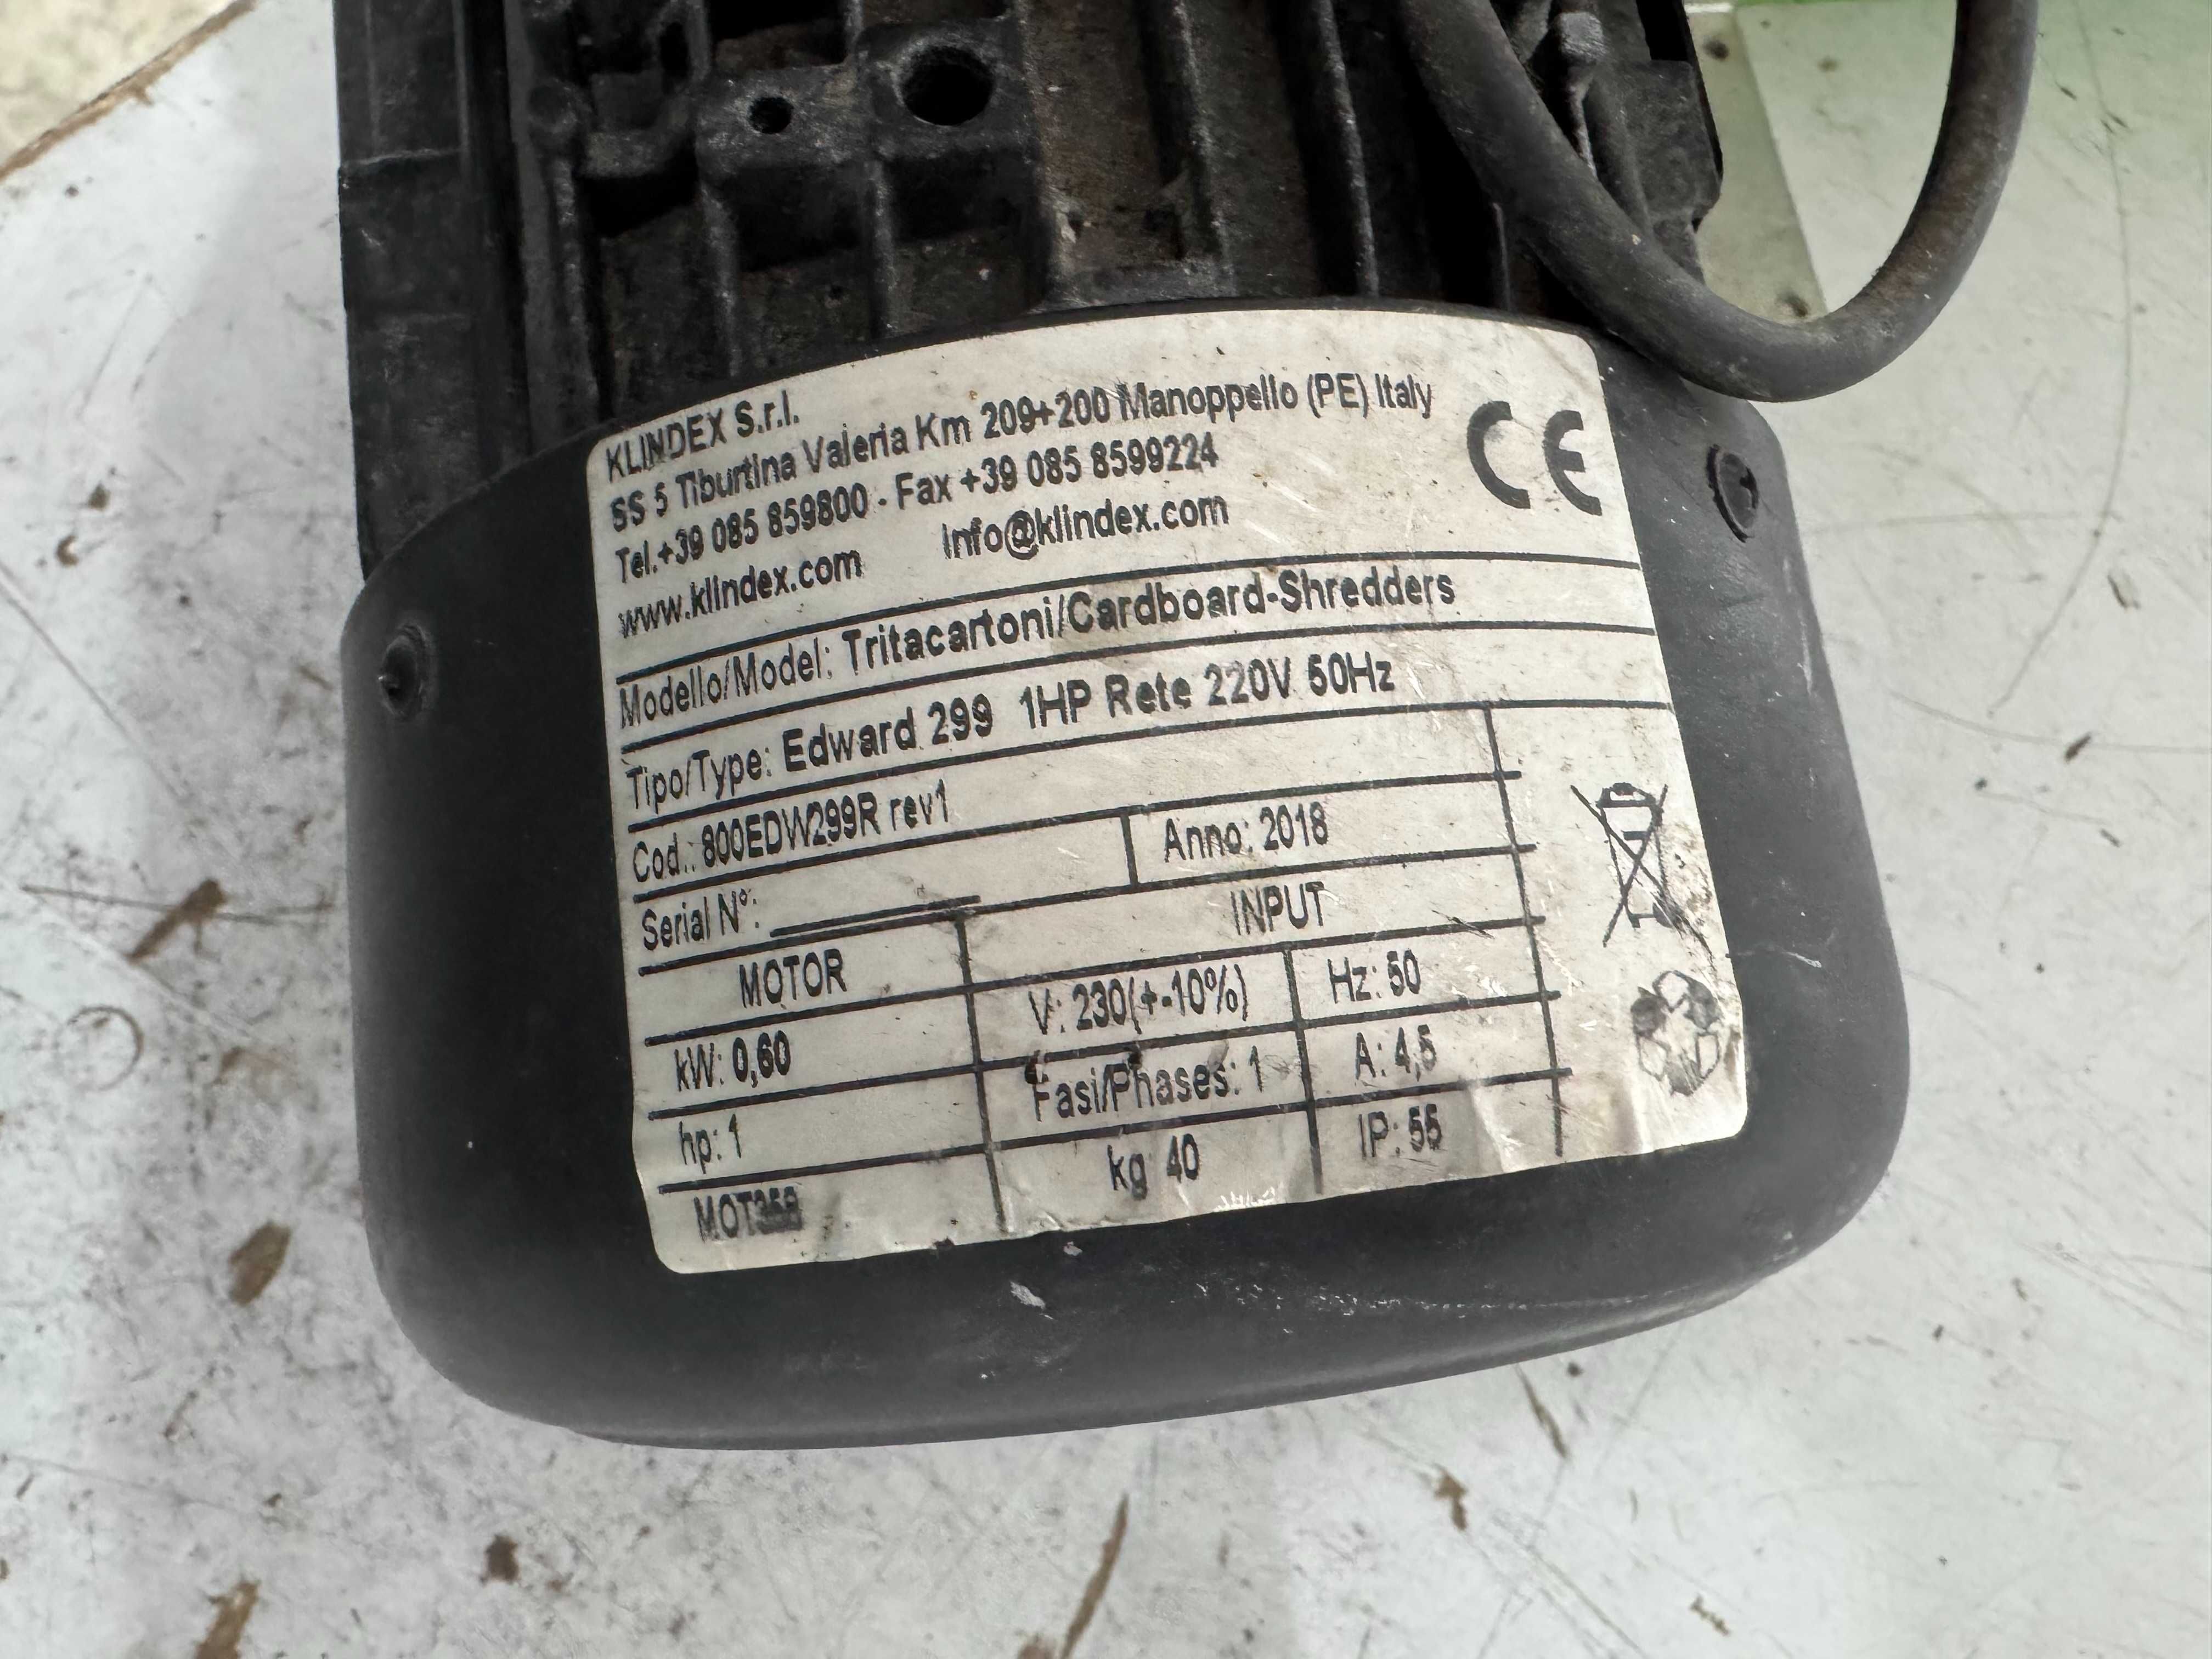 KLINDEX S.r.l.
SS 5 Tiburtina Valeria Km 209+200 Manoppello (PE) Italy
Tel.+39 085 859800 - Fax +39 085 8599224
www.klindex.com info@klindex.com
CE
Modello/Model: Tritacartoni/Cardboard-Shredders
Tipo/Type: Edward 299 1HP Rete 220V 50Hz
Cod.: 800EDW299R rev1
Serial N°: Anno: 2018
MOTOR INPUT
kW: 0,60 V: 230(+-10%) Hz: 50
hp: 1 Fasi/Phases: 1 A: 4,5
kg 40 IP: 55